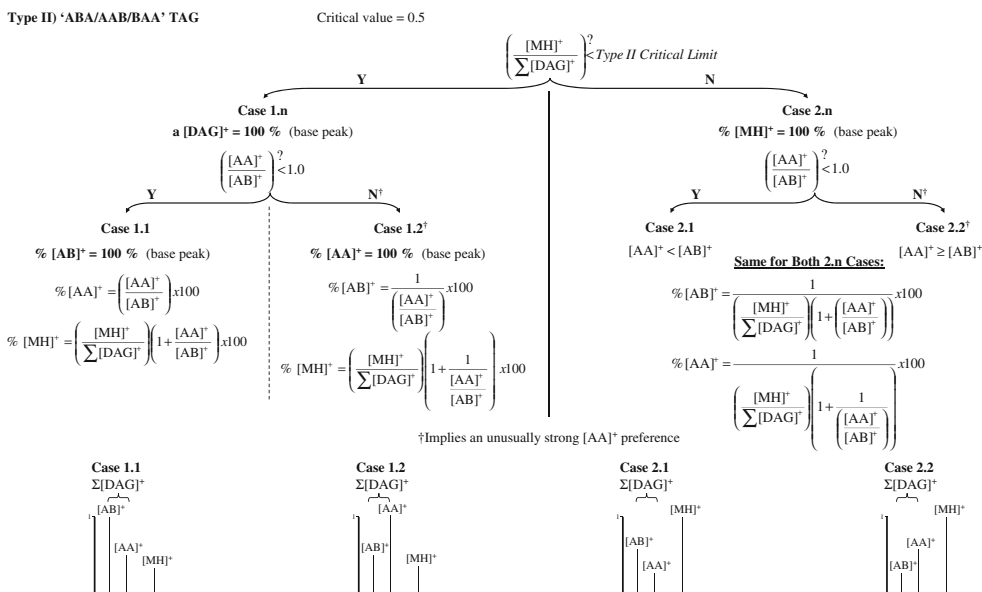 Type II) ‘ABA/AAB/BAA’ TAG Critical value = 0.5
([MH]⁺ / ∑[DAG]⁺) ?< Type II Critical Limit
Y N
Case 1.n
a [DAG]⁺ = 100 % (base peak)
([AA]⁺ / [AB]⁺) ?< 1.0
Y N†
Case 1.1
% [AB]⁺ = 100 % (base peak)
%[AA]⁺ = ([AA]⁺ / [AB]⁺) x100
% [MH]⁺ = ([MH]⁺ / ∑[DAG]⁺)(1 + [AA]⁺ / [AB]⁺) x100
Case 1.2†
% [AA]⁺ = 100 % (base peak)
%[AB]⁺ = 1 / ([AA]⁺ / [AB]⁺) x100
% [MH]⁺ = ([MH]⁺ / ∑[DAG]⁺)(1 + 1 / ([AA]⁺ / [AB]⁺)) x100
Case 2.n
% [MH]⁺ = 100 % (base peak)
([AA]⁺ / [AB]⁺) ?< 1.0
Y N†
Case 2.1
[AA]⁺ < [AB]⁺
Case 2.2†
[AA]⁺ ≥ [AB]⁺
Same for Both 2.n Cases:
%[AB]⁺ = 1 / (([MH]⁺ / ∑[DAG]⁺)(1 + ([AA]⁺ / [AB]⁺))) x100
%[AA]⁺ = 1 / (([MH]⁺ / ∑[DAG]⁺)(1 + 1 / ([AA]⁺ / [AB]⁺))) x100
†Implies an unusually strong [AA]⁺ preference
Case 1.1
Σ[DAG]⁺
[AB]⁺
1
[AA]⁺
[MH]⁺
Case 1.2
Σ[DAG]⁺
[AA]⁺
1
[AB]⁺
[MH]⁺
Case 2.1
Σ[DAG]⁺
[MH]⁺
1
[AB]⁺
[AA]⁺
Case 2.2
Σ[DAG]⁺
[MH]⁺
1
[AA]⁺
[AB]⁺